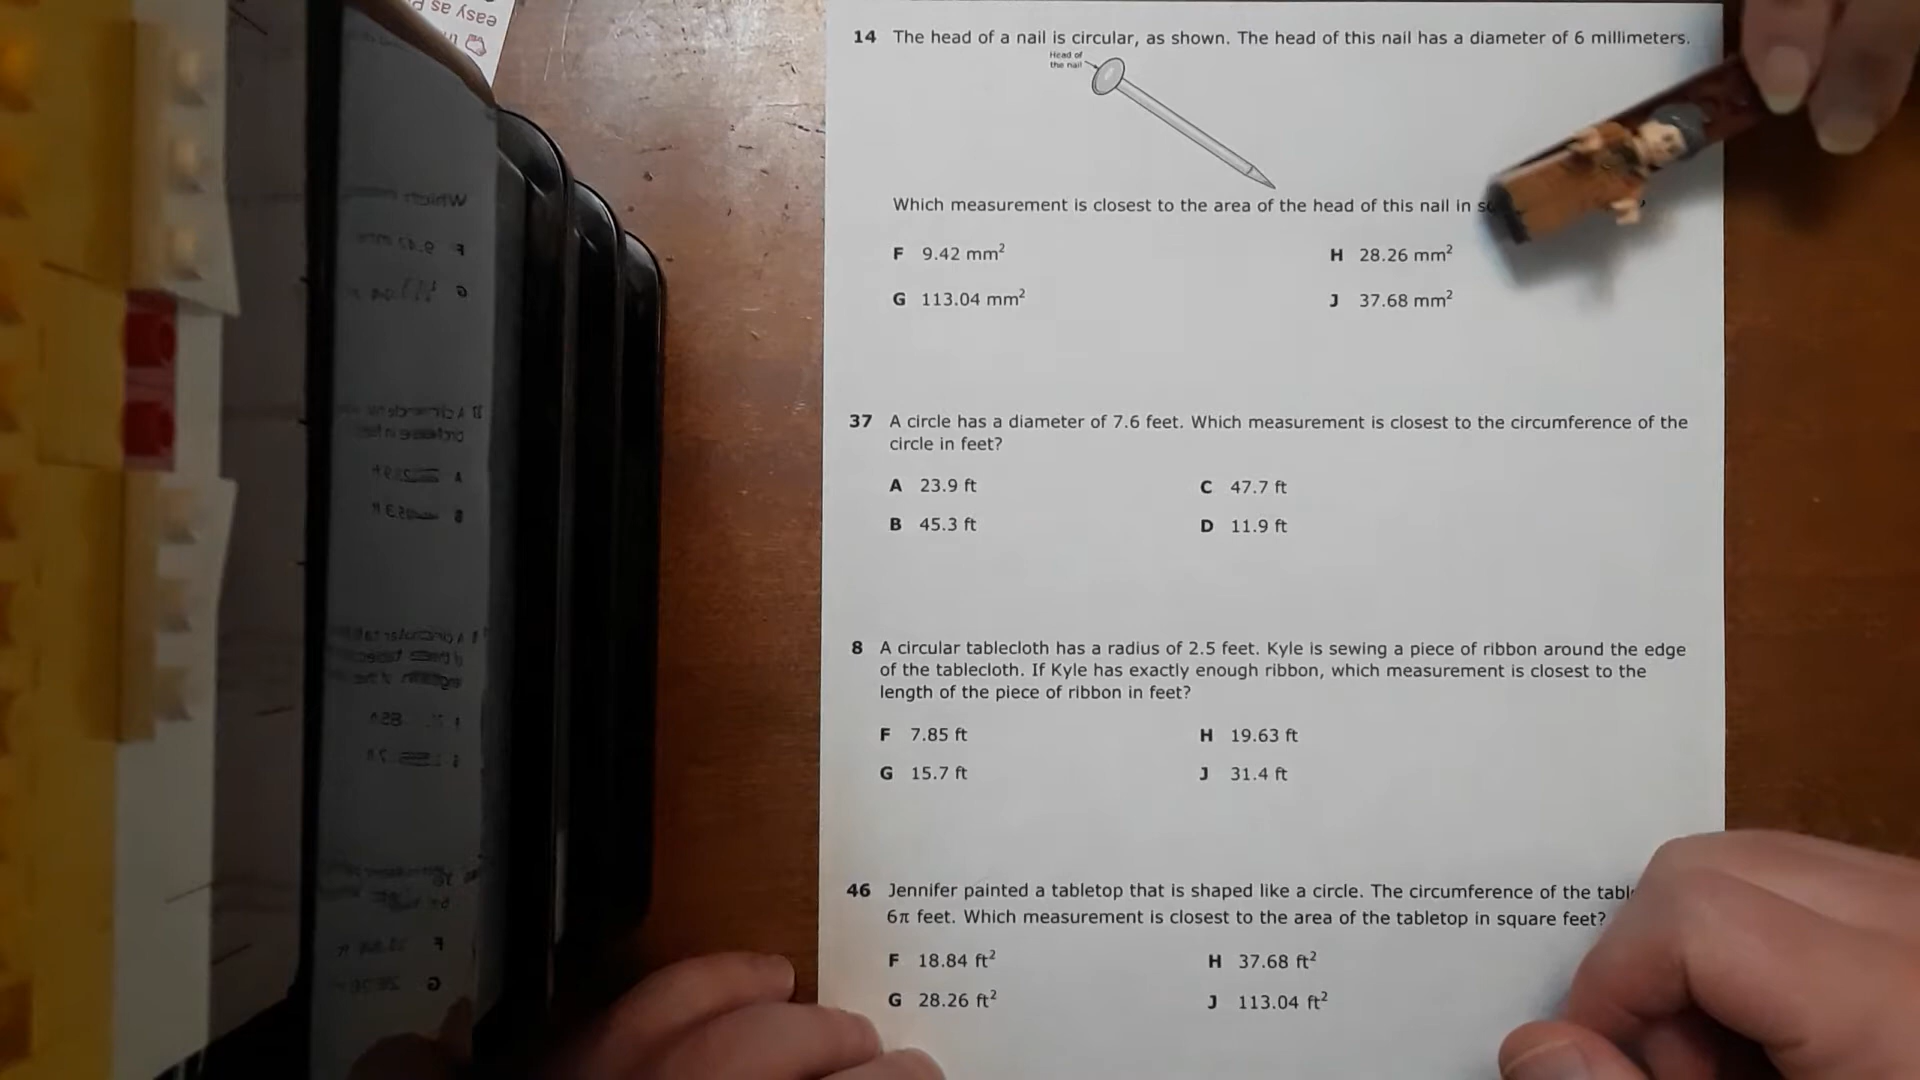 easy as
14 The head of a nail is circular, as shown. The head of this nail has a diameter of 6 millimeters.
Head of
the nail
Which measurement is closest to the area of the head of this nail in
F 9.42 mm²
H 28.26 mm²
G 113.04 mm²
J 37.68 mm²
37 A circle has a diameter of 7.6 feet. Which measurement is closest to the circumference of the
circle in feet?
A 23.9 ft
C 47.7 ft
B 45.3 ft
D 11.9 ft
8 A circular tablecloth has a radius of 2.5 feet. Kyle is sewing a piece of ribbon around the edge
of the tablecloth. If Kyle has exactly enough ribbon, which measurement is closest to the
length of the piece of ribbon in feet?
F 7.85 ft
H 19.63 ft
G 15.7 ft
J 31.4 ft
46 Jennifer painted a tabletop that is shaped like a circle. The circumference of the
6π feet. Which measurement is closest to the area of the tabletop in square feet?
F 18.84 ft²
H 37.68 ft²
G 28.26 ft²
J 113.04 ft²